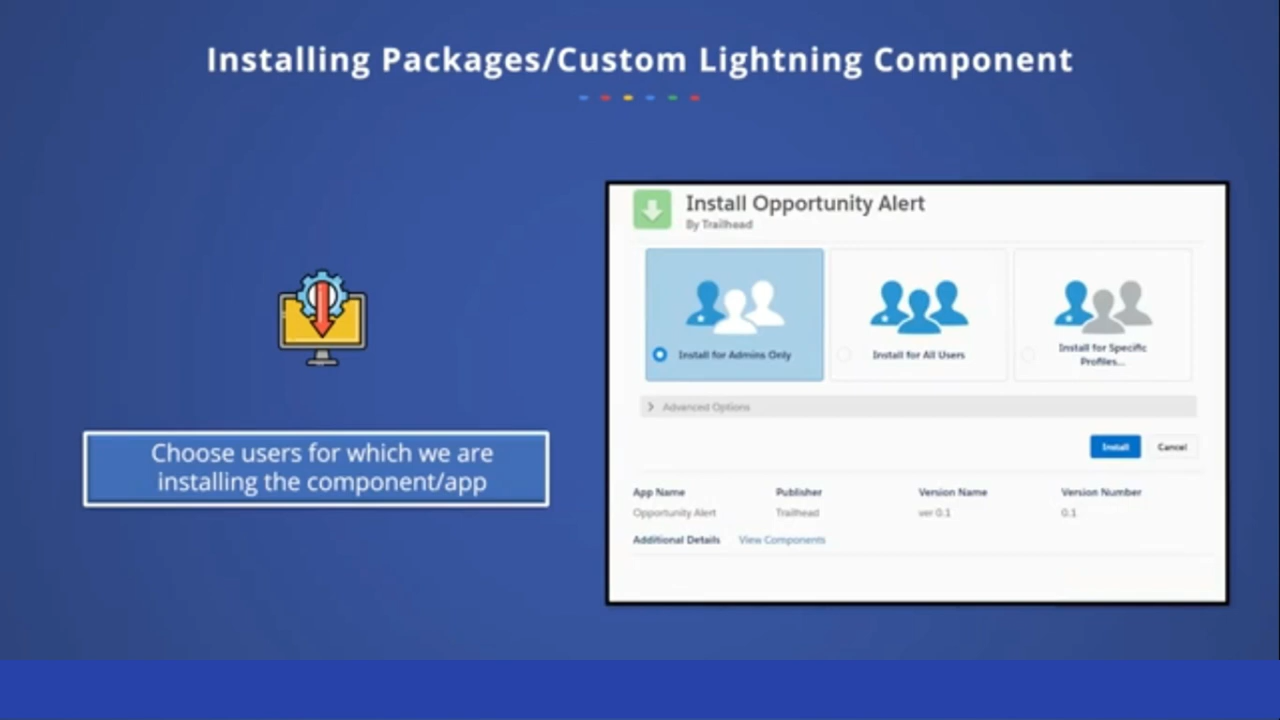 Installing Packages/Custom Lightning Component
Choose users for which we are
installing the component/app
Install Opportunity Alert
By Trailhead
Install for Admins Only
Install for All Users
Install for Specific
Profiles...
Advanced Options
Install Cancel
App Name Publisher Version Name Version Number
Opportunity Alert Trailhead ver 0.1 0.1
Additional Details View Components